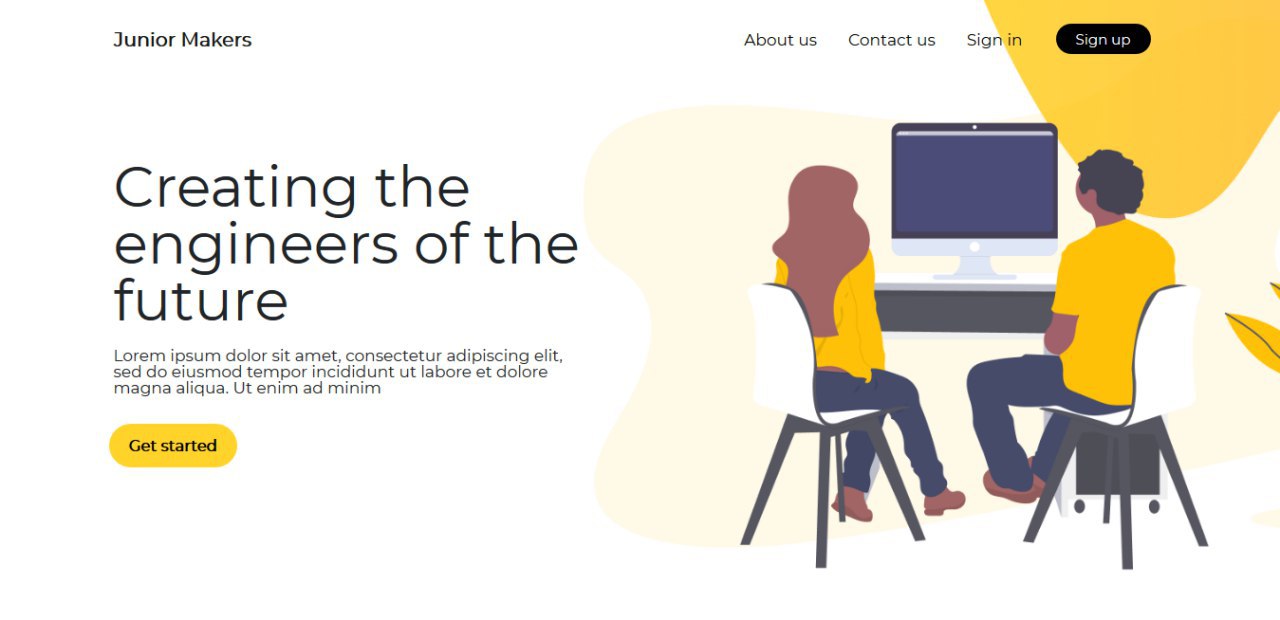 Junior Makers
About us
Contact us
Sign in
Sign up
Creating the
engineers of the
future
Lorem ipsum dolor sit amet, consectetur adipiscing elit,
sed do eiusmod tempor incididunt ut labore et dolore
magna aliqua. Ut enim ad minim
Get started